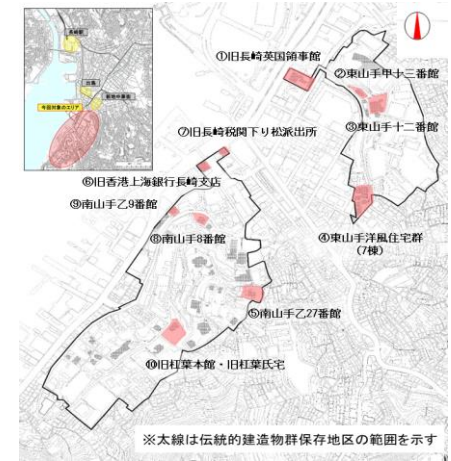 長崎駅
出島
新地中華街
今回対象のエリア
①旧長崎英国領事館
②東山手甲十三番館
③東山手十二番館
⑦旧長崎税関下り松派出所
⑥旧香港上海銀行長崎支店
⑨南山手乙9番館
⑧南山手8番館
④東山手洋風住宅群
(7棟)
⑤南山手乙27番館
⑩旧杠葉本館・旧杠葉氏宅
※太線は伝統的建造物群保存地区の範囲を示す